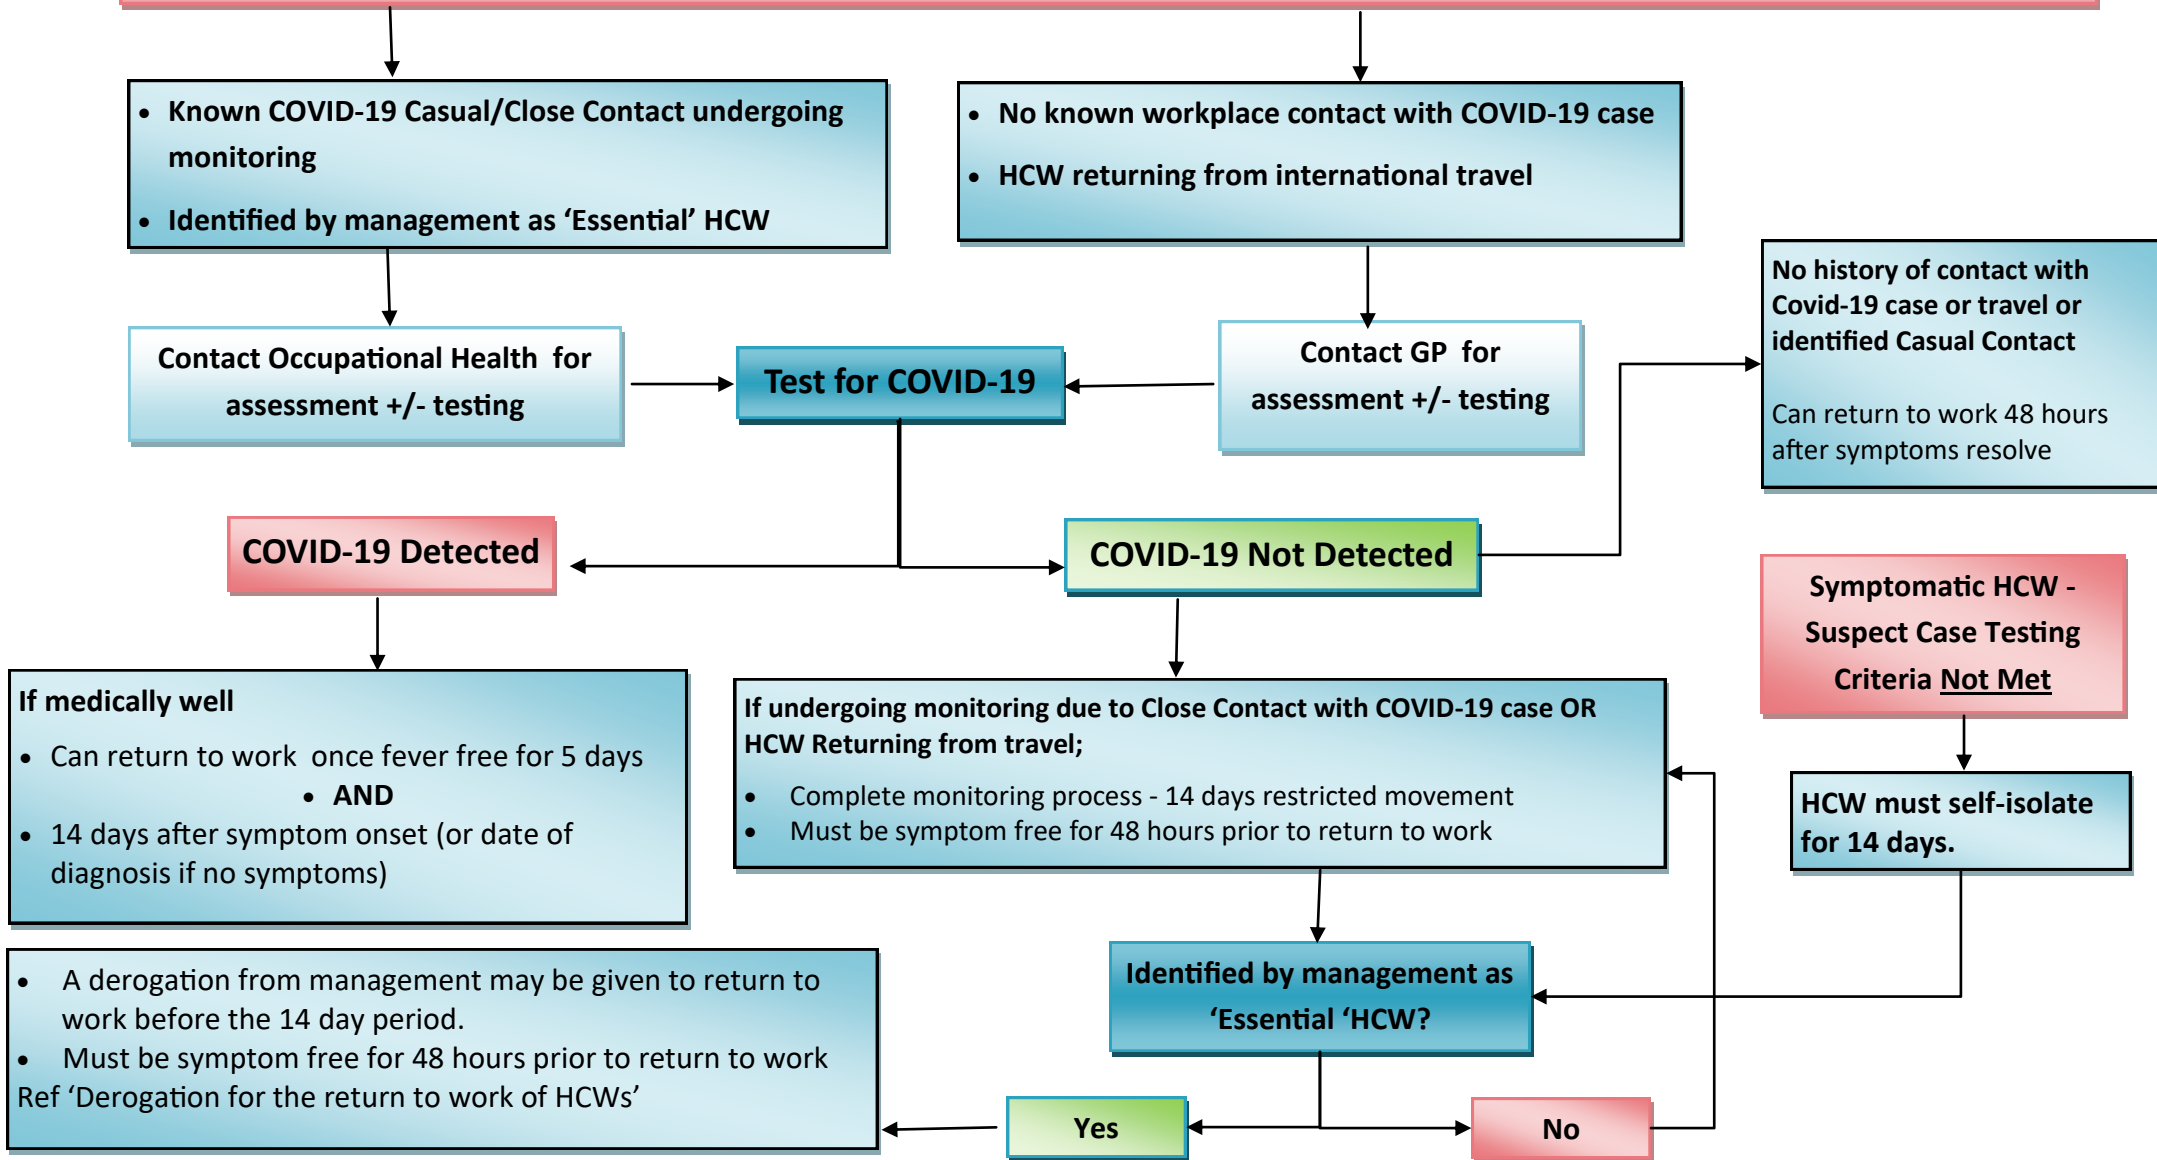 • Known COVID-19 Casual/Close Contact undergoing
monitoring
• Identified by management as ‘Essential’ HCW
• No known workplace contact with COVID-19 case
• HCW returning from international travel
No history of contact with
Covid-19 case or travel or
identified Casual Contact
Can return to work 48 hours
after symptoms resolve
Contact Occupational Health for
assessment +/- testing
Test for COVID-19
Contact GP for
assessment +/- testing
COVID-19 Detected
COVID-19 Not Detected
Symptomatic HCW -
Suspect Case Testing
Criteria Not Met
If medically well
• Can return to work once fever free for 5 days
• AND
• 14 days after symptom onset (or date of
diagnosis if no symptoms)
If undergoing monitoring due to Close Contact with COVID-19 case OR
HCW Returning from travel;
• Complete monitoring process - 14 days restricted movement
• Must be symptom free for 48 hours prior to return to work
HCW must self-isolate
for 14 days.
• A derogation from management may be given to return to
work before the 14 day period.
• Must be symptom free for 48 hours prior to return to work
Ref ‘Derogation for the return to work of HCWs’
Identified by management as
‘Essential ‘HCW?
Yes
No